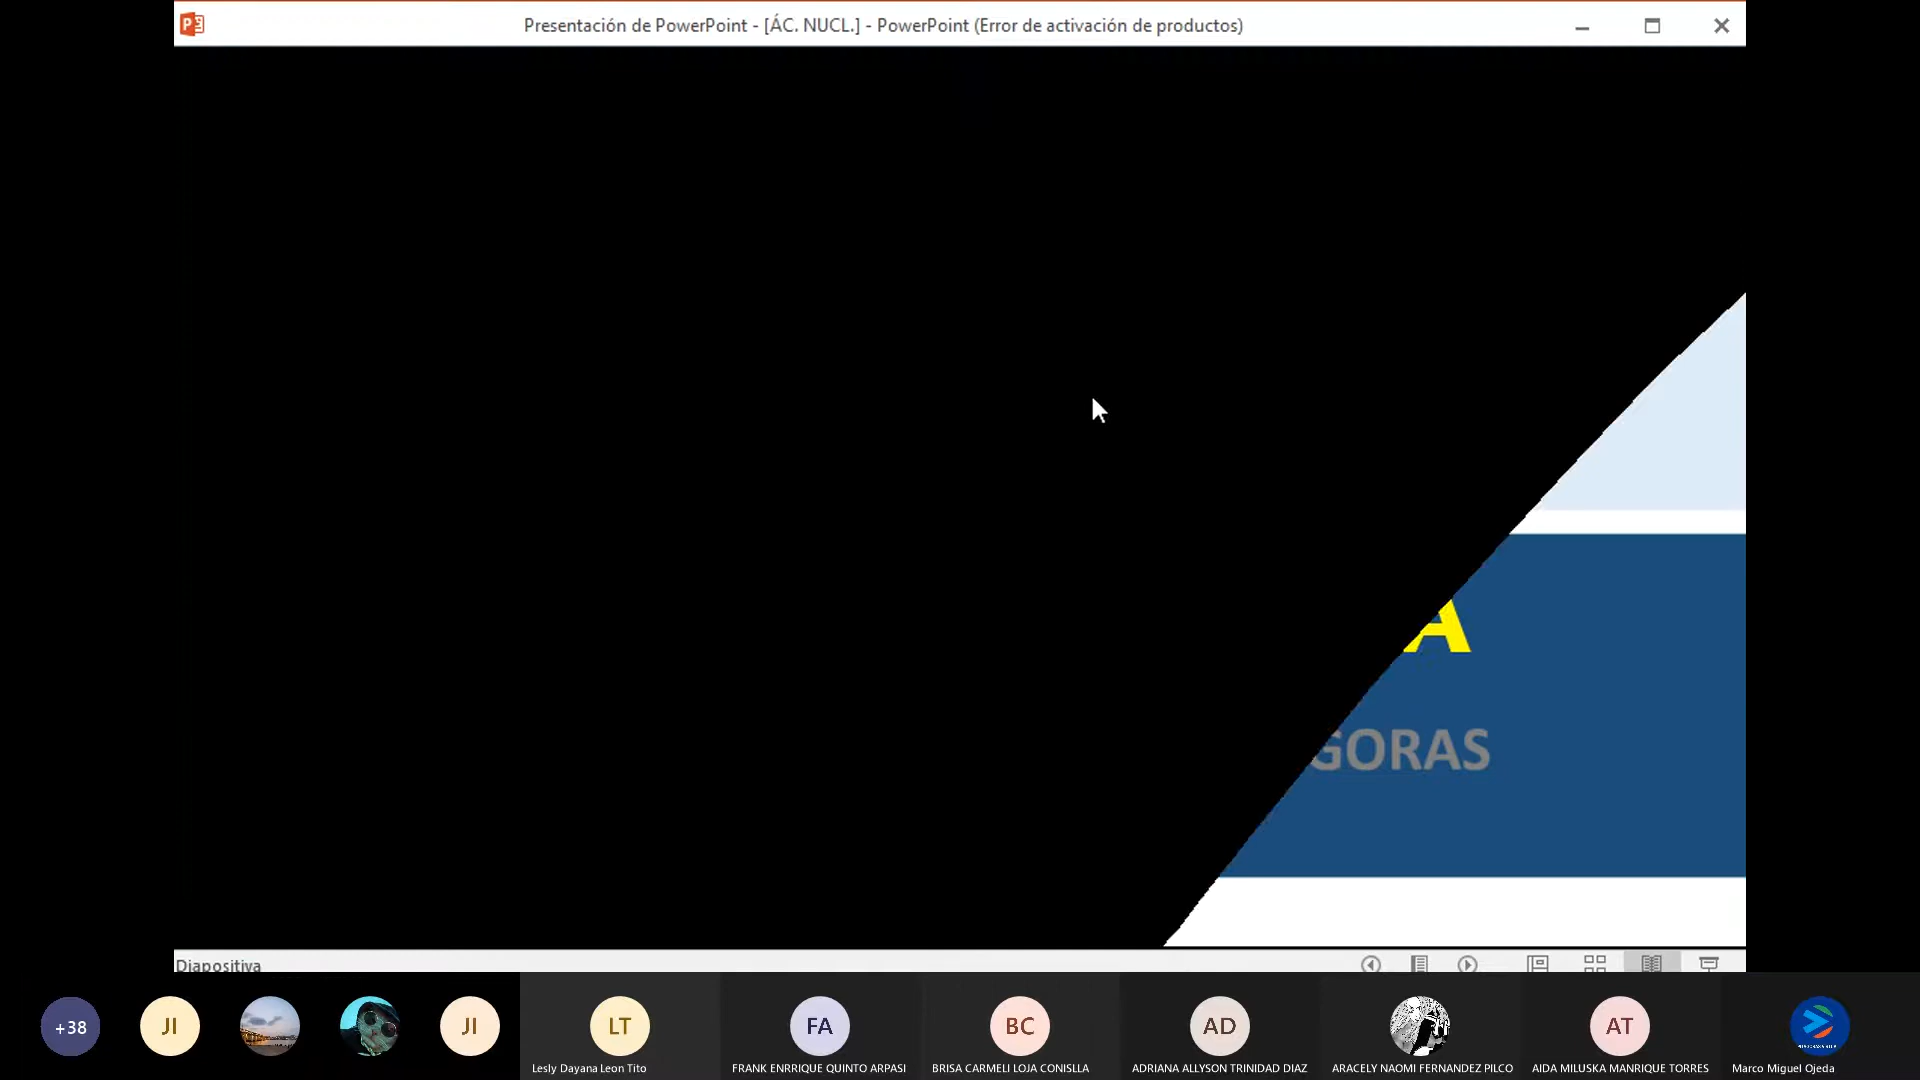 Presentación de PowerPoint - [ÁC. NUCL.] - PowerPoint (Error de activación de productos)
A
GORAS
Diapositiva
+38
JI
JI
LT
FA
BC
AD
AT
Lesly Dayana Leon Tito
FRANK ENRRIQUE QUINTO ARPASI
BRISA CARMELI LOJA CONISLLA
ADRIANA ALLYSON TRINIDAD DIAZ
ARACELY NAOMI FERNANDEZ PILCO
AIDA MILUSKA MANRIQUE TORRES
Marco Miguel Ojeda